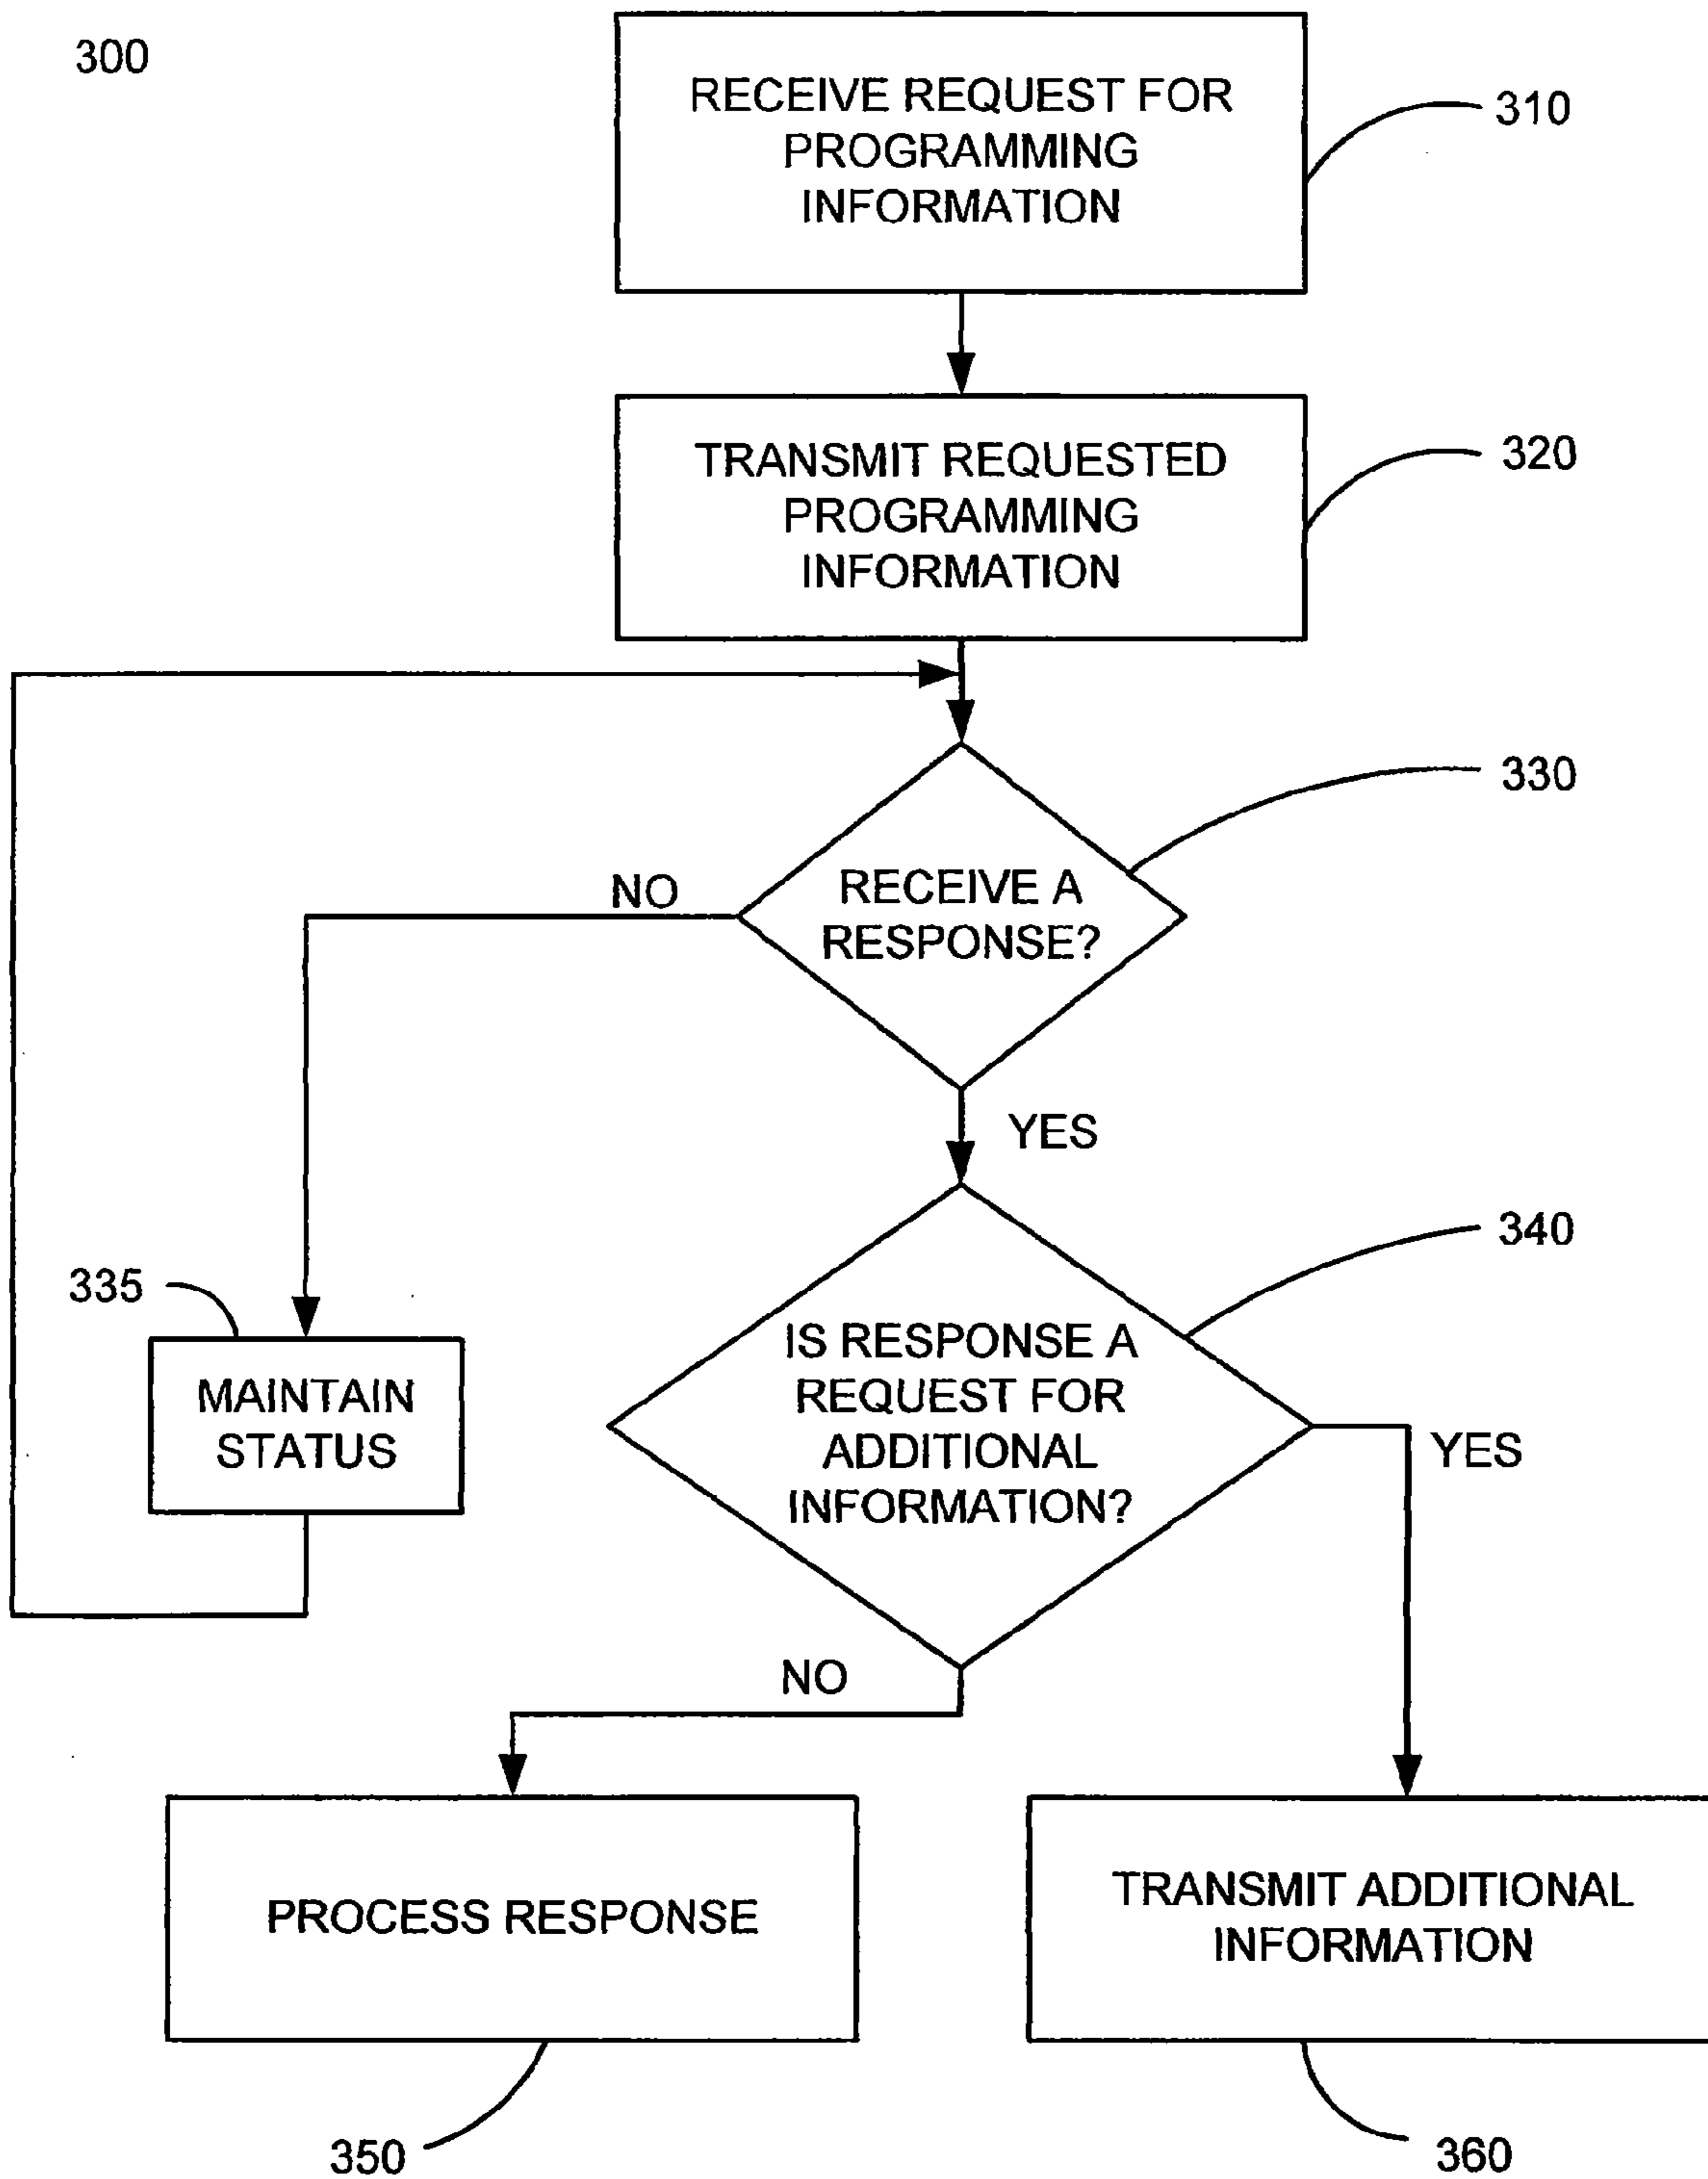 300
RECEIVE REQUEST FOR
PROGRAMMING
INFORMATION
310
TRANSMIT REQUESTED
PROGRAMMING
INFORMATION
320
330
NO
RECEIVE A
RESPONSE?
YES
340
335
IS RESPONSE A
REQUEST FOR
ADDITIONAL
INFORMATION?
MAINTAIN
STATUS
YES
NO
PROCESS RESPONSE
TRANSMIT ADDITIONAL
INFORMATION
350
360